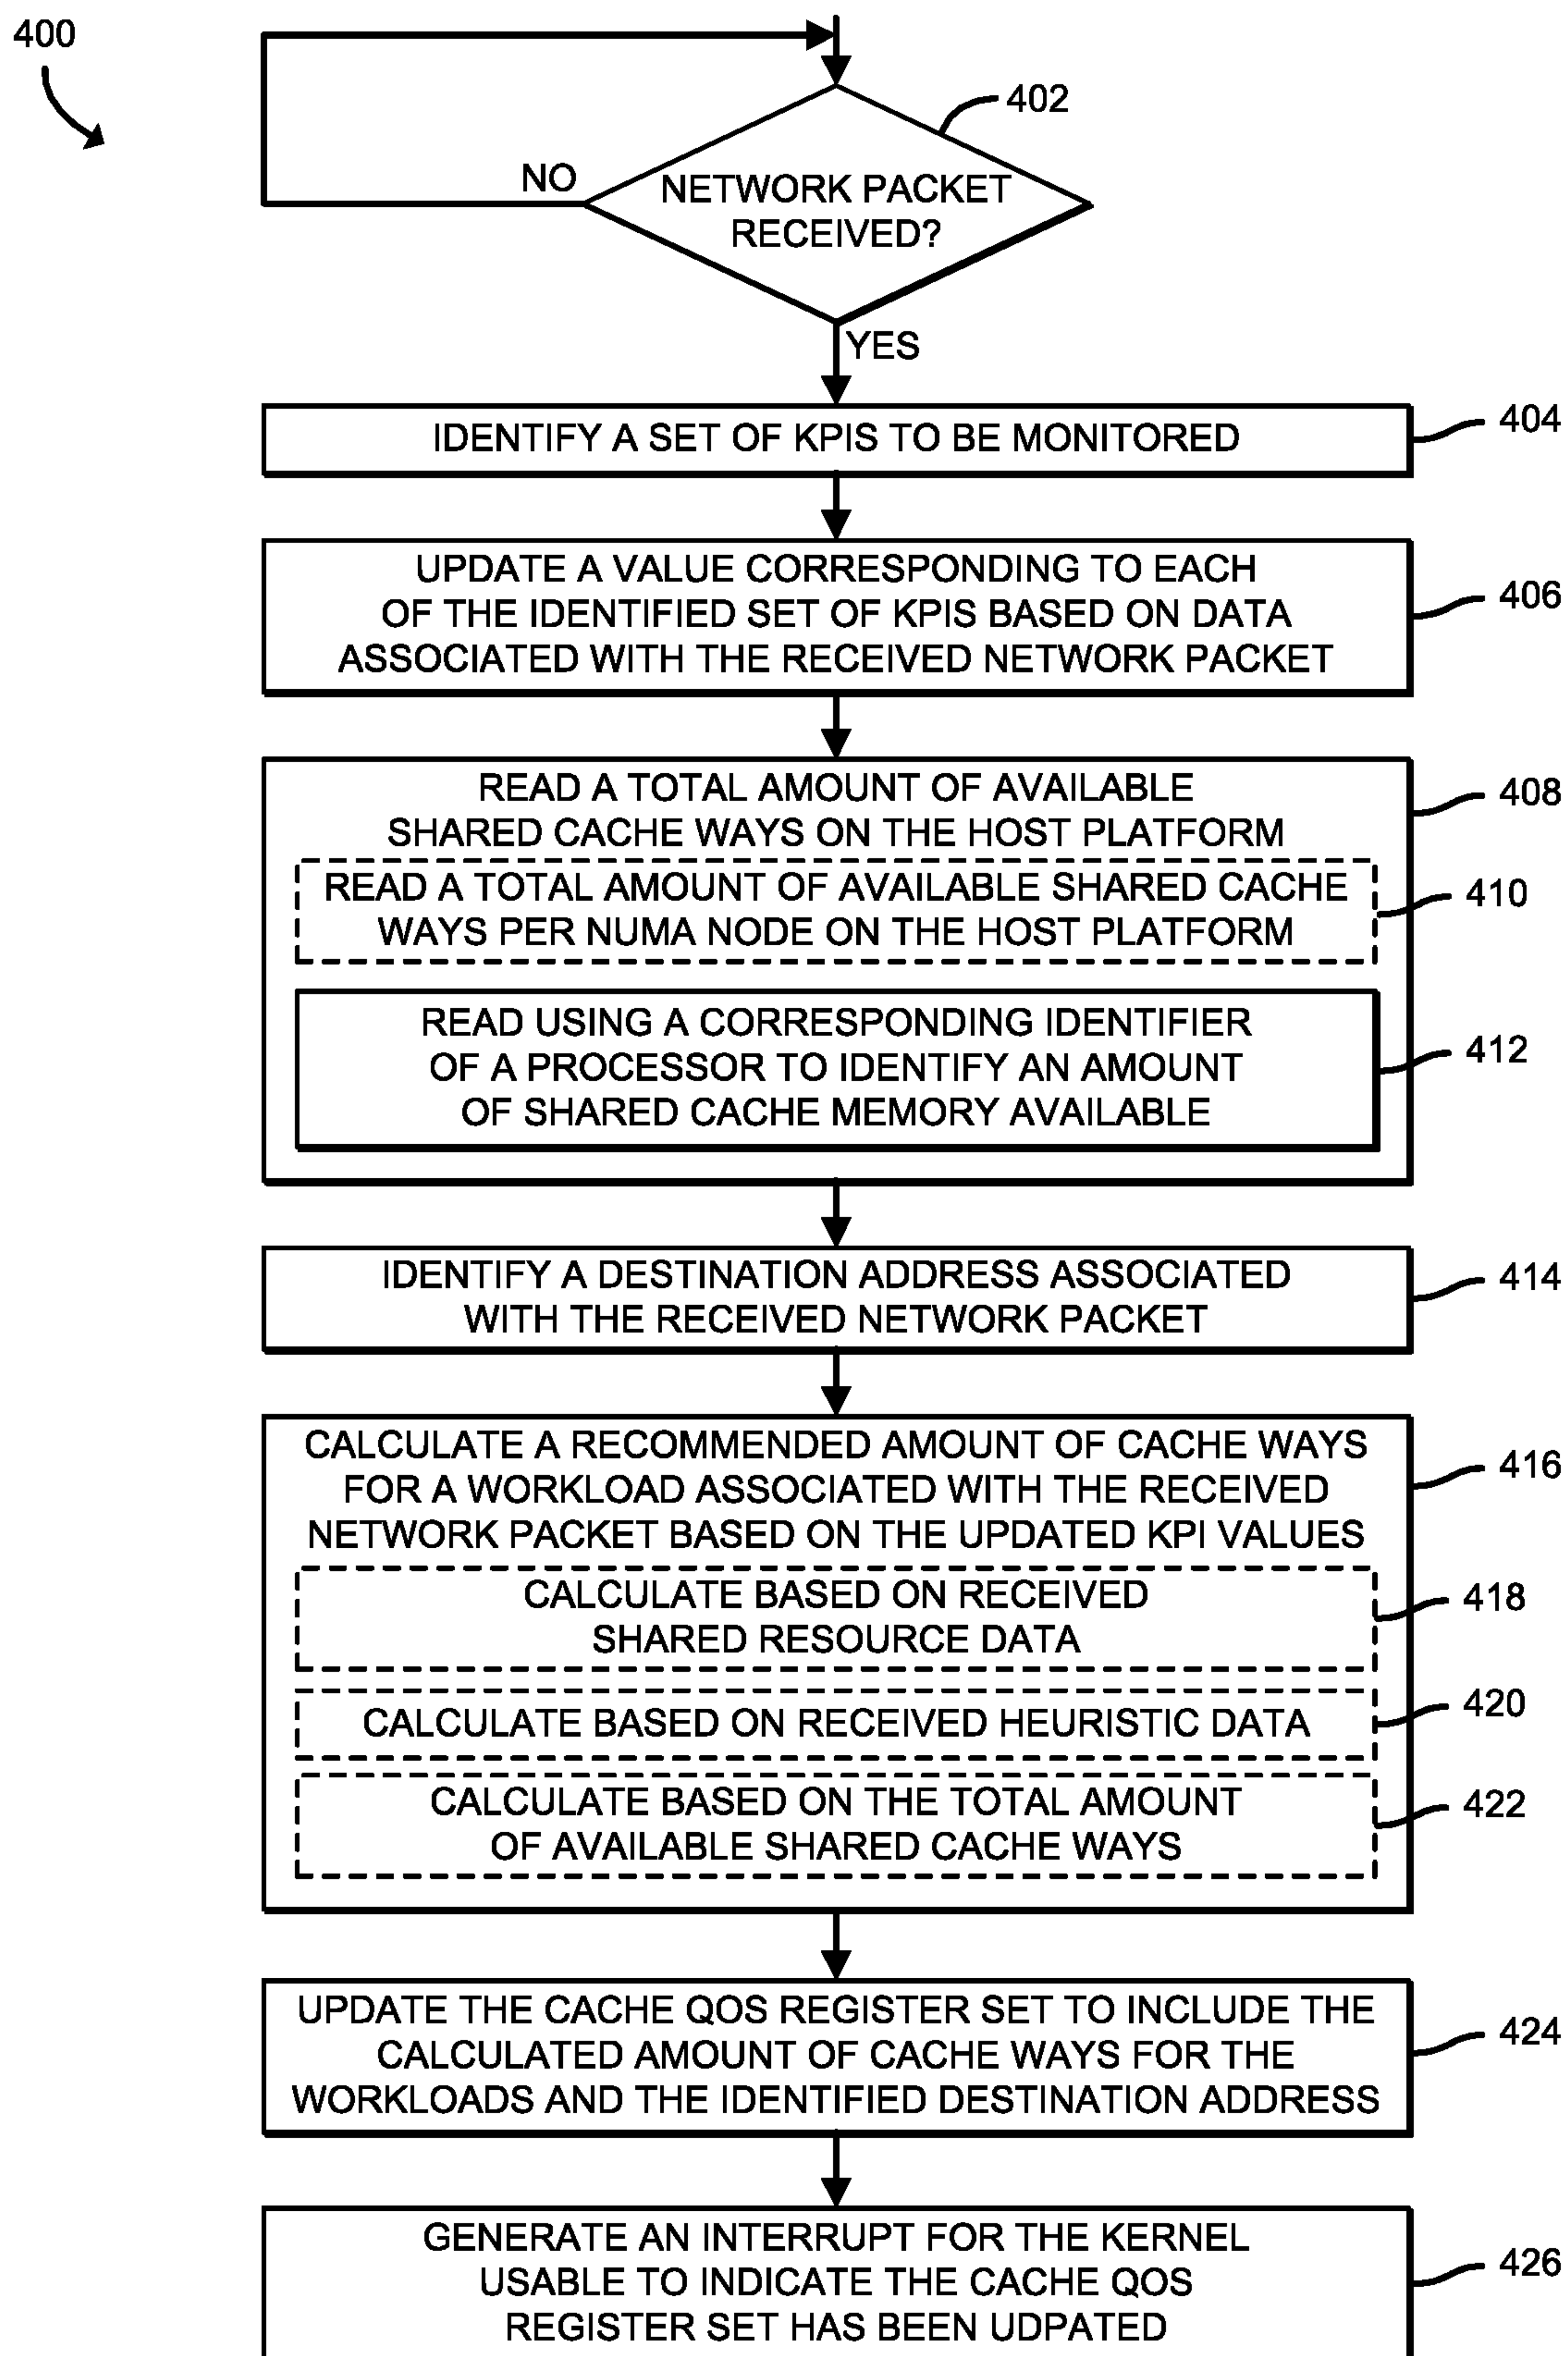 400
402
NO
NETWORK PACKET
RECEIVED?
YES
IDENTIFY A SET OF KPIS TO BE MONITORED
404
UPDATE A VALUE CORRESPONDING TO EACH
OF THE IDENTIFIED SET OF KPIS BASED ON DATA
ASSOCIATED WITH THE RECEIVED NETWORK PACKET
406
READ A TOTAL AMOUNT OF AVAILABLE
SHARED CACHE WAYS ON THE HOST PLATFORM
408
READ A TOTAL AMOUNT OF AVAILABLE SHARED CACHE
WAYS PER NUMA NODE ON THE HOST PLATFORM
410
READ USING A CORRESPONDING IDENTIFIER
OF A PROCESSOR TO IDENTIFY AN AMOUNT
OF SHARED CACHE MEMORY AVAILABLE
412
IDENTIFY A DESTINATION ADDRESS ASSOCIATED
WITH THE RECEIVED NETWORK PACKET
414
CALCULATE A RECOMMENDED AMOUNT OF CACHE WAYS
FOR A WORKLOAD ASSOCIATED WITH THE RECEIVED
NETWORK PACKET BASED ON THE UPDATED KPI VALUES
416
CALCULATE BASED ON RECEIVED
SHARED RESOURCE DATA
418
CALCULATE BASED ON RECEIVED HEURISTIC DATA
420
CALCULATE BASED ON THE TOTAL AMOUNT
OF AVAILABLE SHARED CACHE WAYS
422
UPDATE THE CACHE QOS REGISTER SET TO INCLUDE THE
CALCULATED AMOUNT OF CACHE WAYS FOR THE
WORKLOADS AND THE IDENTIFIED DESTINATION ADDRESS
424
GENERATE AN INTERRUPT FOR THE KERNEL
USABLE TO INDICATE THE CACHE QOS
REGISTER SET HAS BEEN UDPATED
426